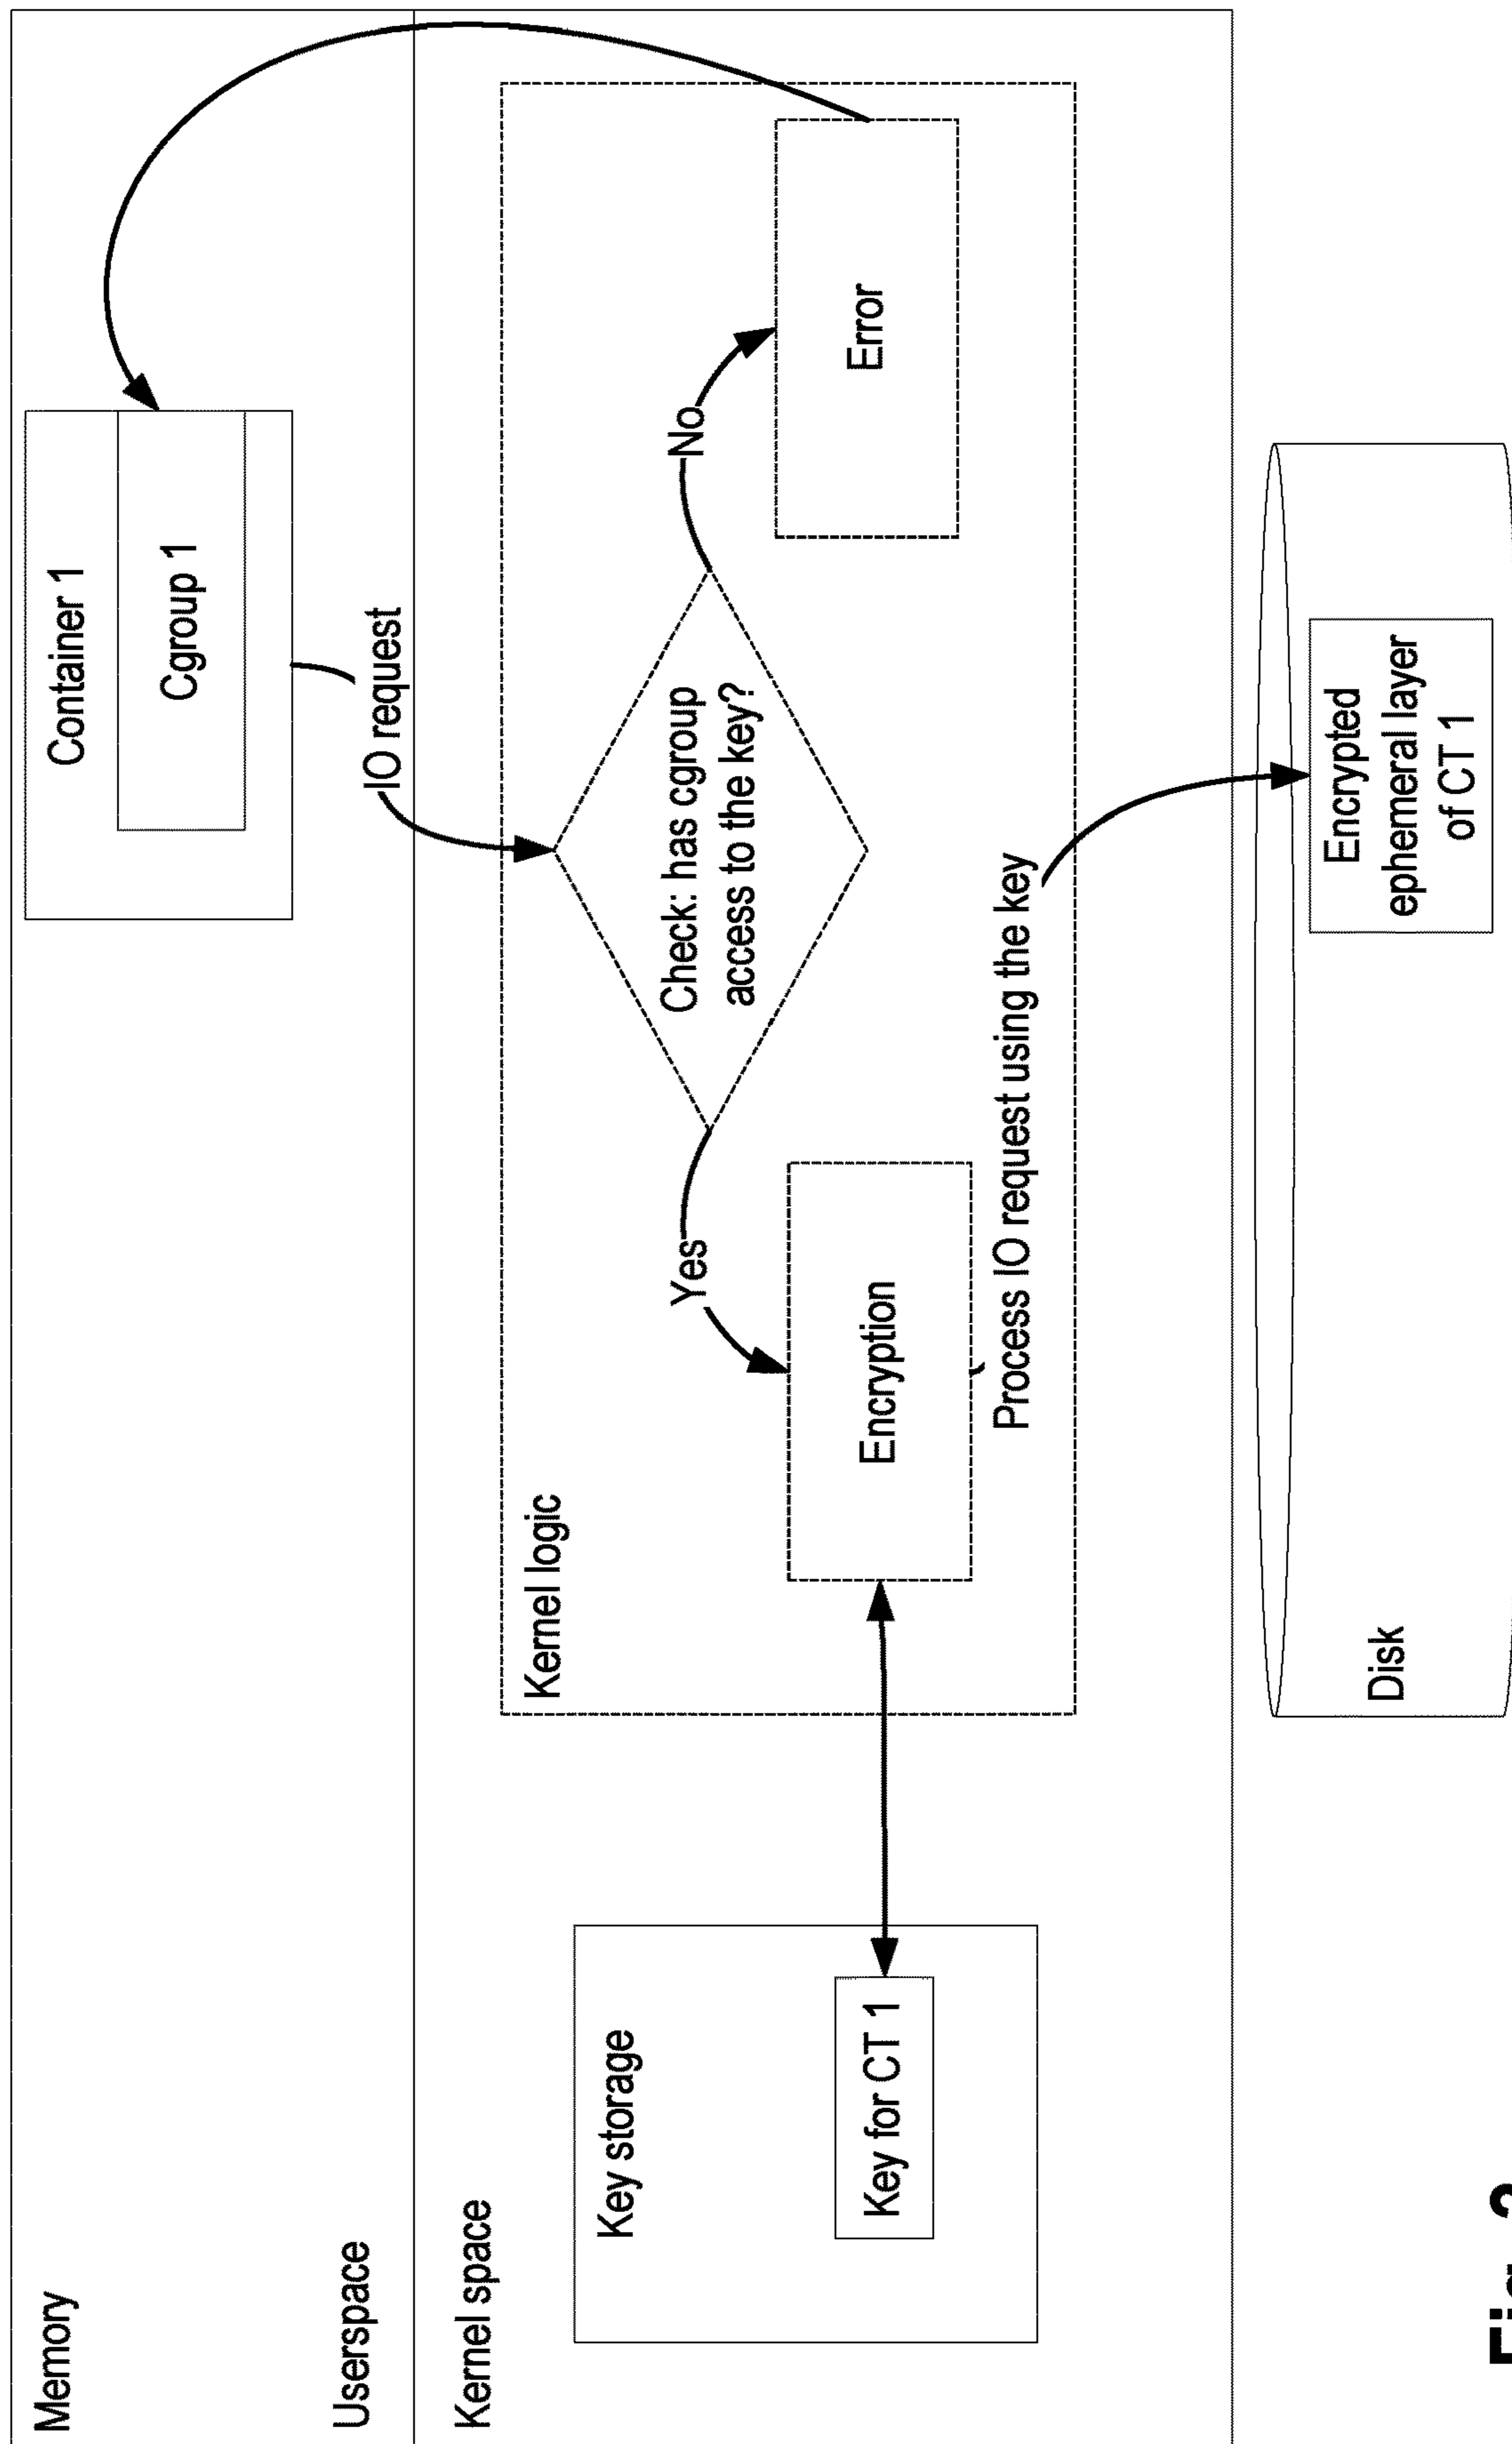 Memory
Container 1
Cgroup 1
Userspace
IO request
Kernel space
Kernel logic
Key storage
Check: has cgroup
access to the key?
Yes
No
Key for CT 1
Encryption
Error
Process IO request using the key
Disk
Encrypted
ephemeral layer
of CT 1
Fig.